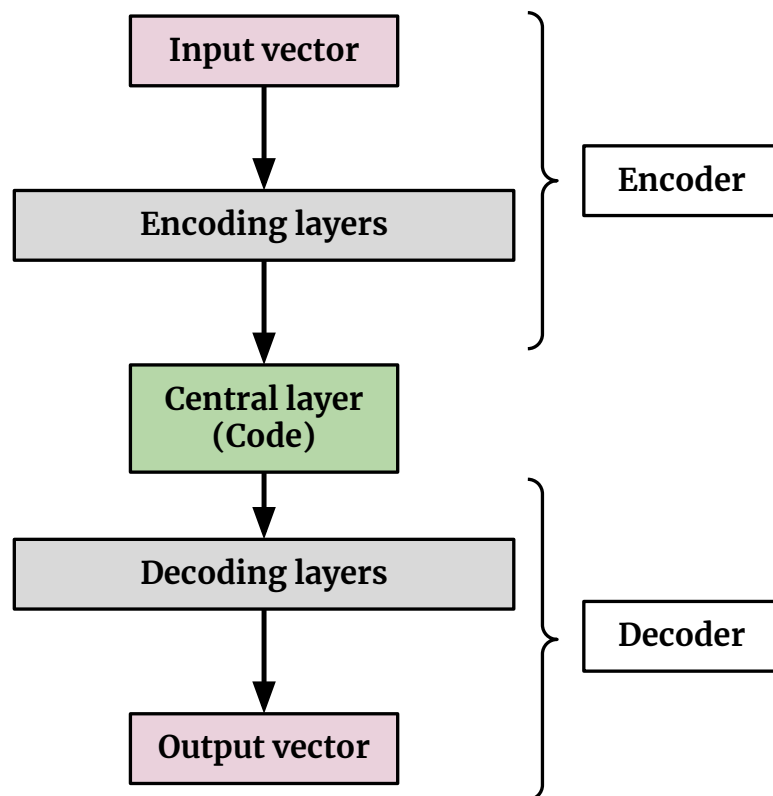 Input vector
Encoder
Encoding layers
Central layer
(Code)
Decoding layers
Decoder
Output vector